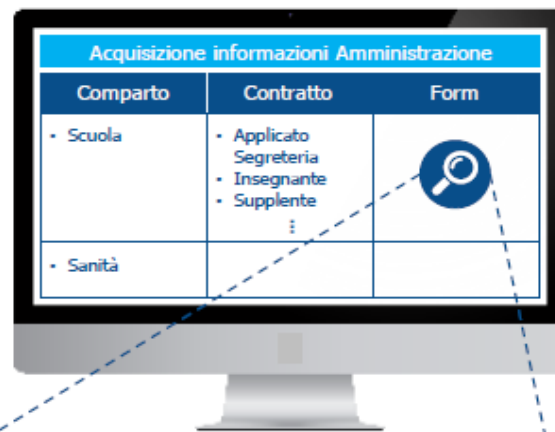 Acquisizione informazioni Amministrazione
Comparto Contratto Form
• Scuola
• Applicato
Segreteria
• Insegnante
• Supplente
⋮
• Sanità